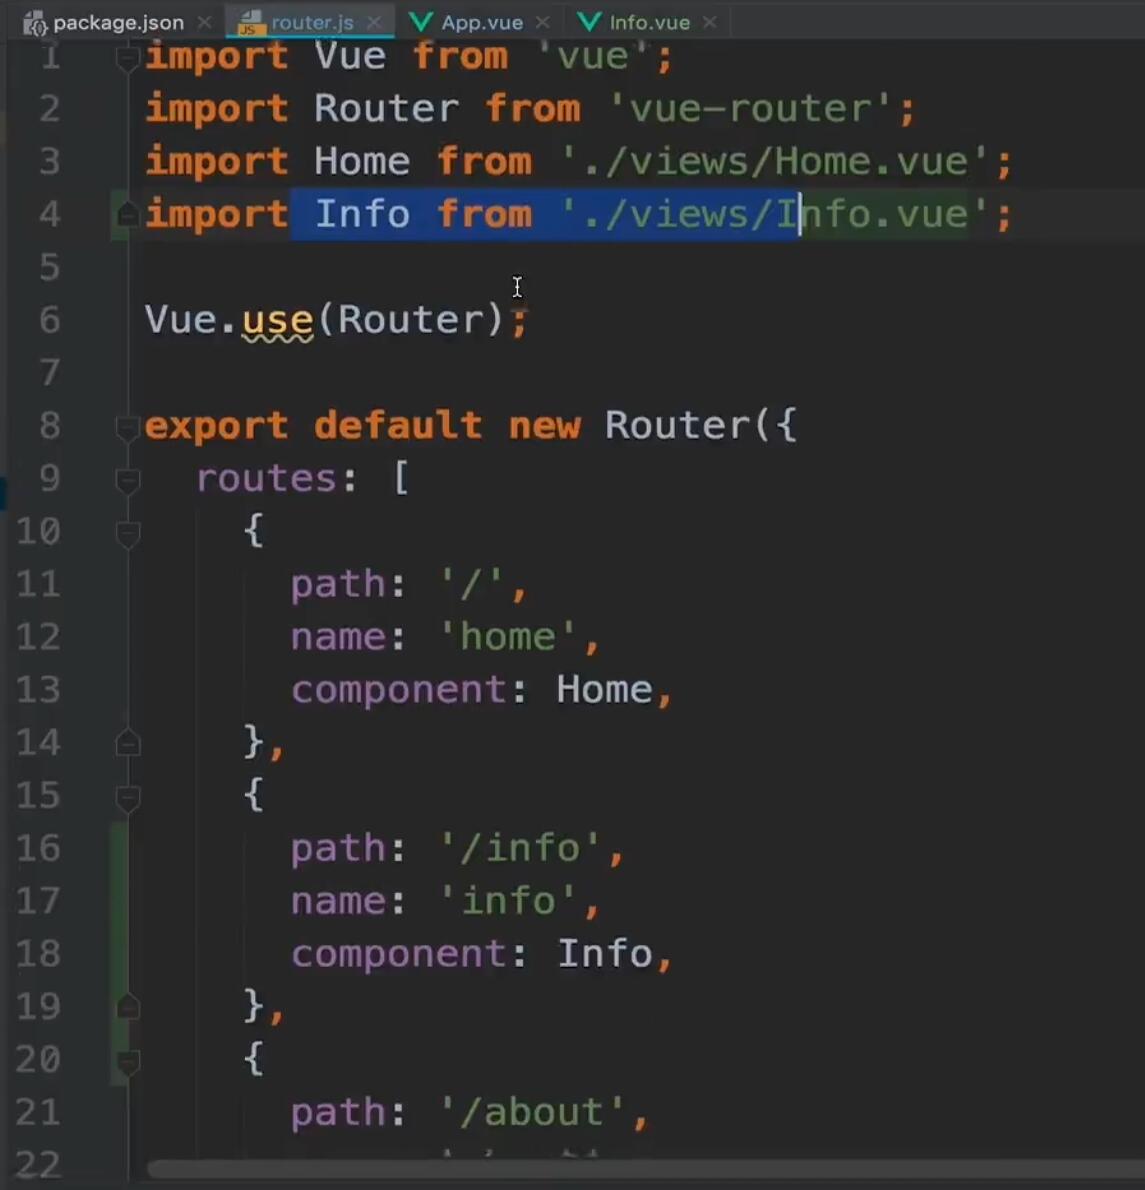 package.json router.js App.vue Info.vue
1 import Vue from 'vue';
2 import Router from 'vue-router';
3 import Home from './views/Home.vue';
4 import Info from './views/Info.vue';
5
6 Vue.use(Router);
7
8 export default new Router({
9 routes: [
10 {
11 path: '/',
12 name: 'home',
13 component: Home,
14 },
15 {
16 path: '/info',
17 name: 'info',
18 component: Info,
19 },
20 {
21 path: '/about',
22